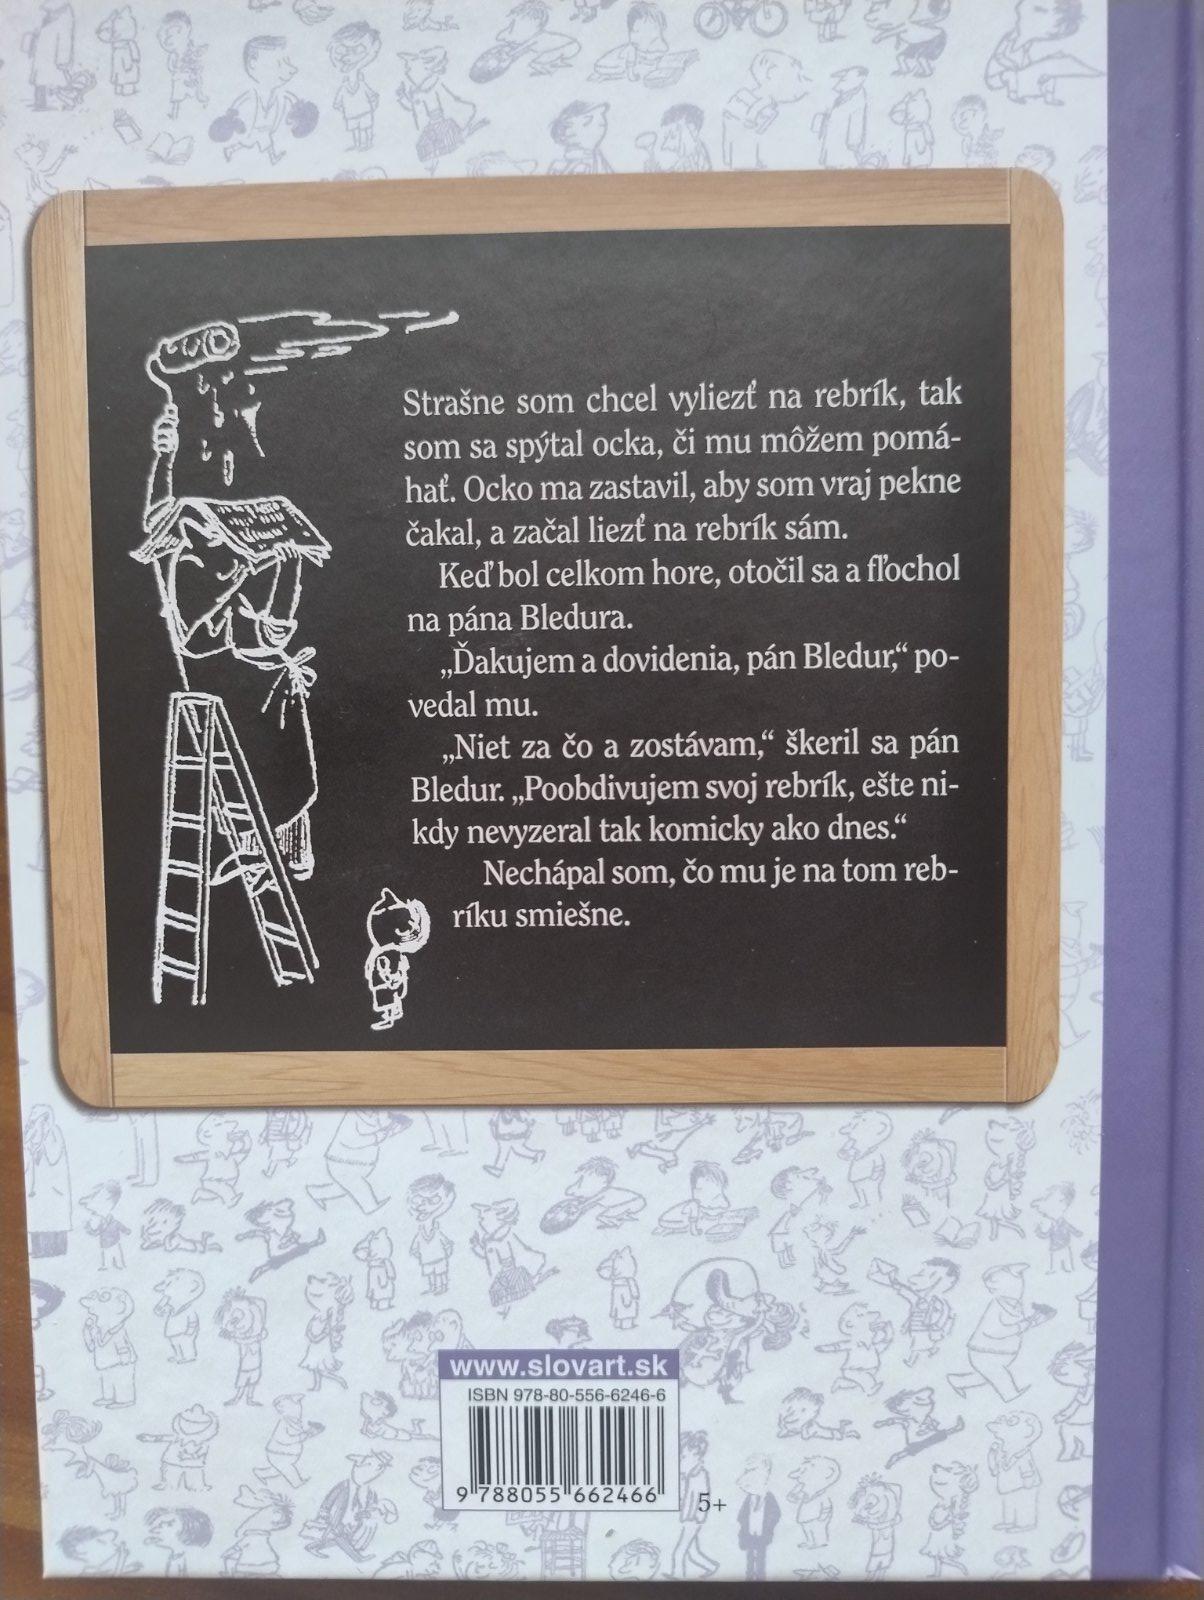 Strašne som chcel vyliezť na rebrík, tak
som sa spýtal ocka, či mu môžem pomá-
hať. Ocko ma zastavil, aby som vraj pekne
čakal, a začal liezť na rebrík sám.
Keď bol celkom hore, otočil sa a fľochol
na pána Bledura.
„Ďakujem a dovidenia, pán Bledur,“ po-
vedal mu.
„Niet za čo a zostávam,“ škeril sa pán
Bledur. „Poobdivujem svoj rebrík, ešte ni-
kdy nevyzeral tak komicky ako dnes.“
Nechápal som, čo mu je na tom reb-
ríku smiešne.
www.slovart.sk
ISBN 978-80-556-6246-6
9 788055 662466
5+